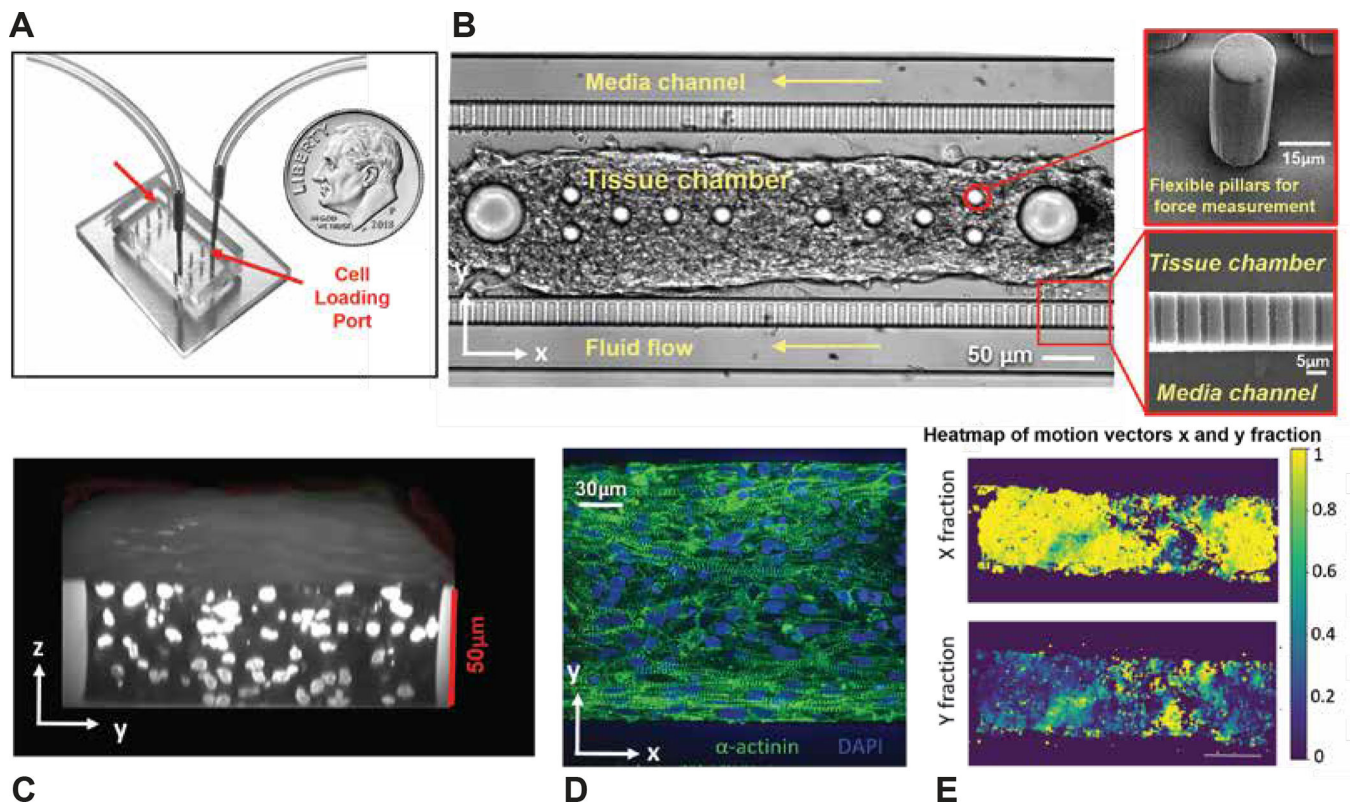 A
B
LIBERTY
IN GOD
WE TRUST
2018
P
Cell
Loading
Port
Media channel
Tissue chamber
y
x
Fluid flow
50 µm
15µm
Flexible pillars for
force measurement
Tissue chamber
5µm
Media channel
z
y
50µm
30µm
y
x
α-actinin
DAPI
Heatmap of motion vectors x and y fraction
X fraction
Y fraction
1
0.8
0.6
0.4
0.2
0
C
D
E